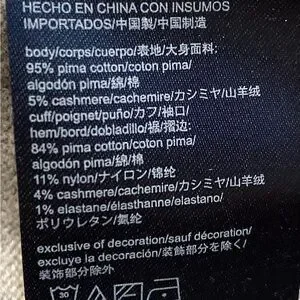 HECHO EN CHINA CON INSUMOS
IMPORTADOS/中国製/中国制造
body/corps/cuerpo/表地/大身面料:
95% pima cotton/coton pima/
algodón pima/綿/棉
5% cashmere/cachemire/カシミヤ/山羊绒
cuff/poignet/puño/カフ/袖口/
hem/bord/dobladillo/裾/摺边:
84% pima cotton/coton pima/
algodón pima/綿/棉
11% nylon/ナイロン/锦纶
4% cashmere/cachemire/カシミヤ/山羊绒
1% elastane/élasthanne/elastano/
ポリウレタン/氨纶
exclusive of decoration/sauf décoration/
excluye la decoración/装飾部分を除く/
装饰部分除外
30